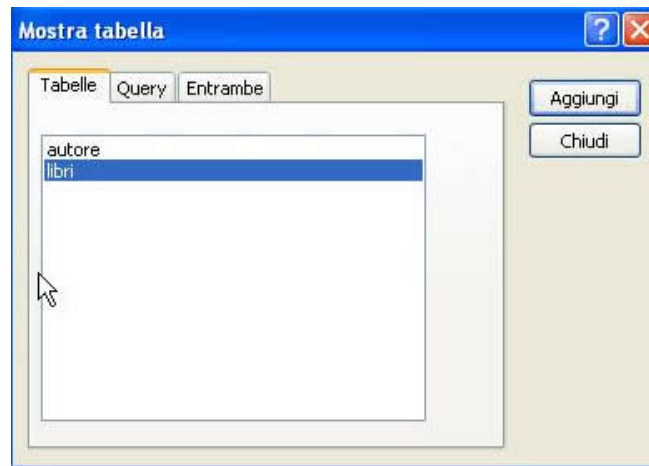 Mostra tabella
Tabelle Query Entrambe
Aggiungi
Chiudi
autore
libri